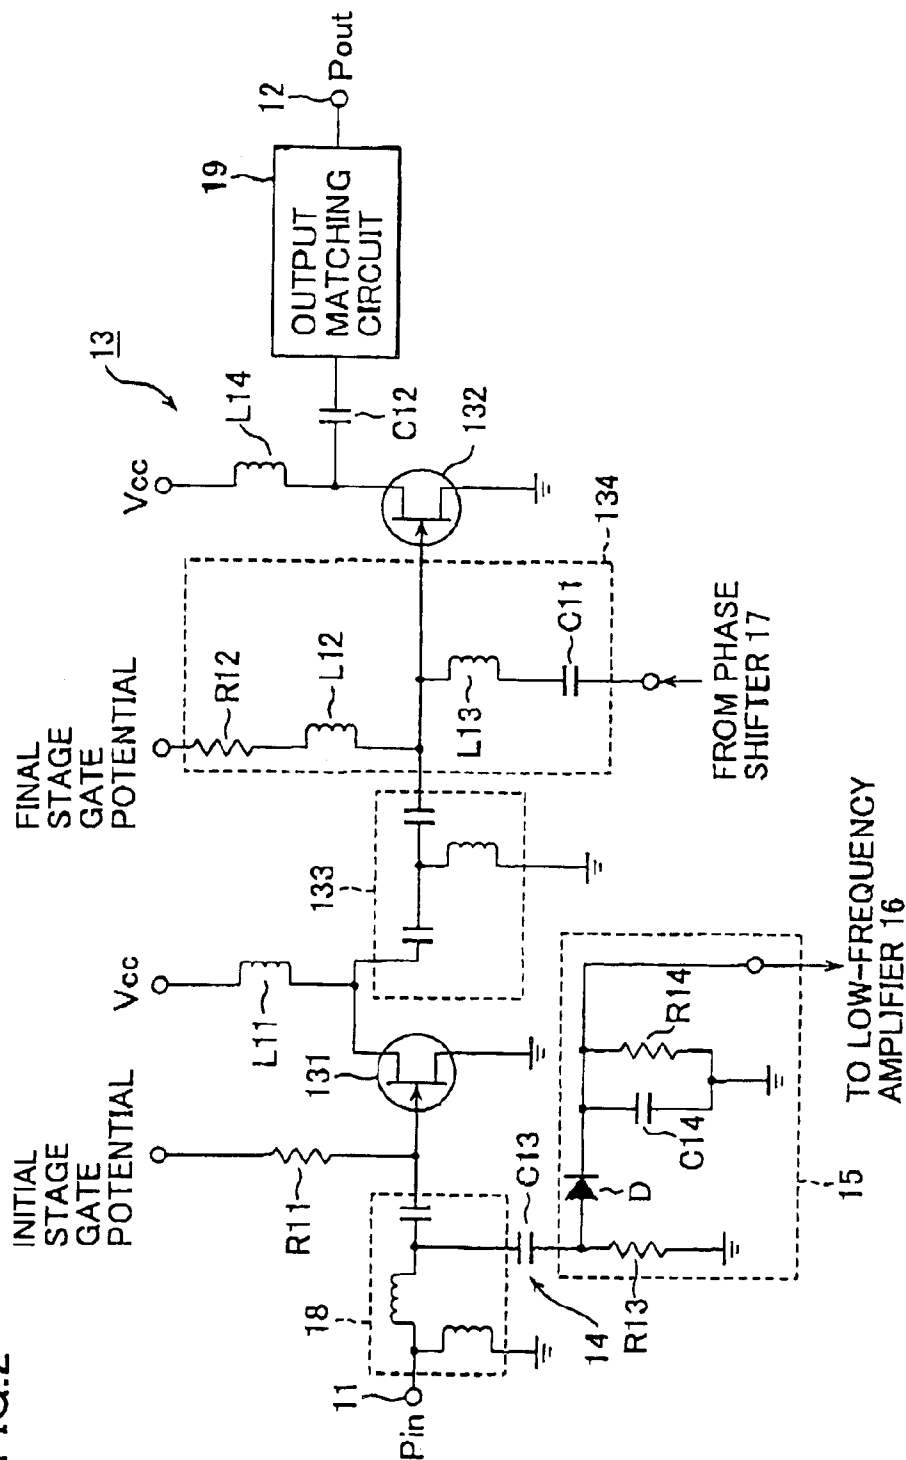 FIG.2
INITIAL
STAGE
GATE
POTENTIAL
FINAL
STAGE
GATE
POTENTIAL
Vcc
Vcc
13
L14
19
12
Pout
OUTPUT
MATCHING
CIRCUIT
C12
132
134
R12
L12
L13
C11
FROM PHASE
SHIFTER 17
133
L11
131
R11
18
11
Pin
14
C13
R13
D
C14
R14
15
TO LOW-FREQUENCY
AMPLIFIER 16